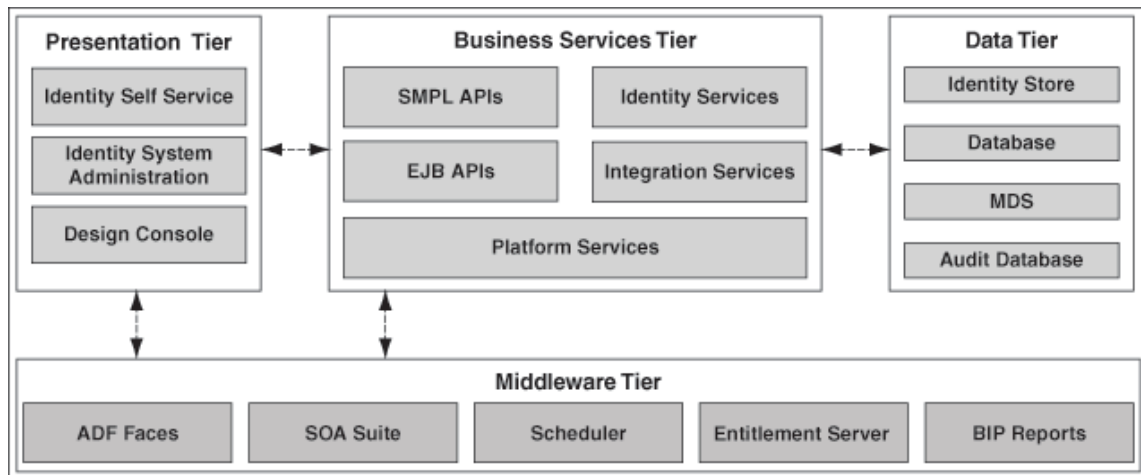 Presentation Tier
Identity Self Service
Identity System
Administration
Design Console
Business Services Tier
SMPL APIs
Identity Services
EJB APIs
Integration Services
Platform Services
Data Tier
Identity Store
Database
MDS
Audit Database
Middleware Tier
ADF Faces
SOA Suite
Scheduler
Entitlement Server
BIP Reports